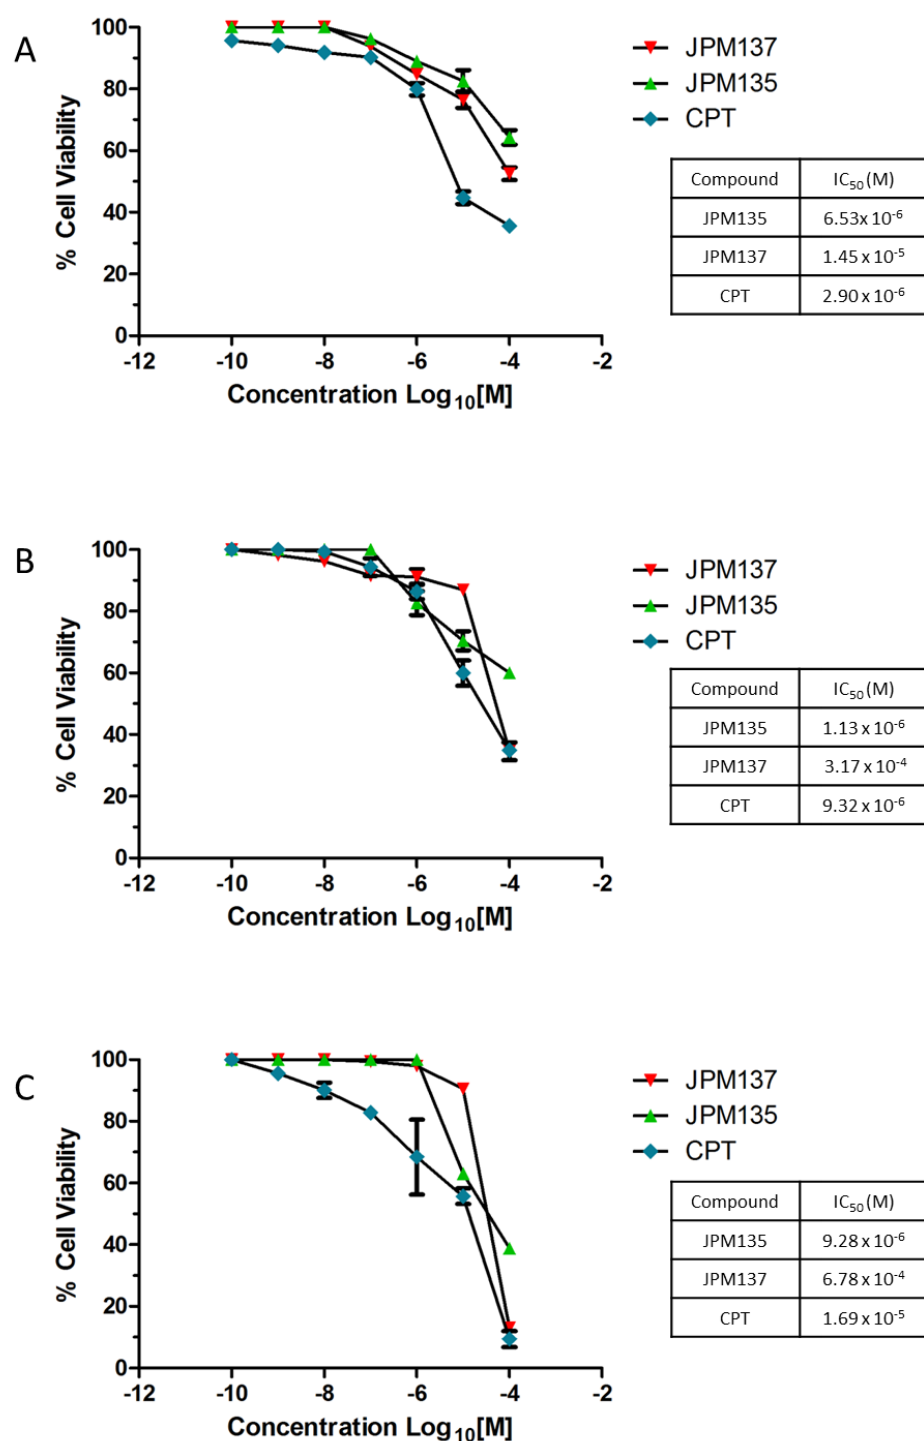 A
100
80
60
40
20
0
% Cell Viability
-12 -10 -8 -6 -4 -2
Concentration Log₁₀[M]
JPM137
JPM135
CPT
Compound IC₅₀ (M)
JPM135 6.53x 10⁻⁶
JPM137 1.45 x 10⁻⁵
CPT 2.90 x 10⁻⁶
B
100
80
60
40
20
0
% Cell Viability
-12 -10 -8 -6 -4 -2
Concentration Log₁₀[M]
JPM137
JPM135
CPT
Compound IC₅₀ (M)
JPM135 1.13 x 10⁻⁶
JPM137 3.17 x 10⁻⁴
CPT 9.32 x 10⁻⁶
C
100
80
60
40
20
0
% Cell Viability
-12 -10 -8 -6 -4 -2
Concentration Log₁₀[M]
JPM137
JPM135
CPT
Compound IC₅₀ (M)
JPM135 9.28 x 10⁻⁶
JPM137 6.78 x 10⁻⁴
CPT 1.69 x 10⁻⁵